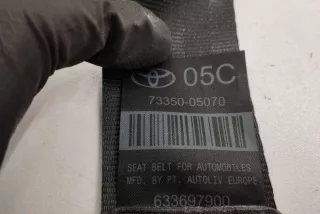 05C
73350-05070
SEAT BELT FOR AUTOMOBILES
MFD. BY PT. AUTOLIV EUROPE
633697900